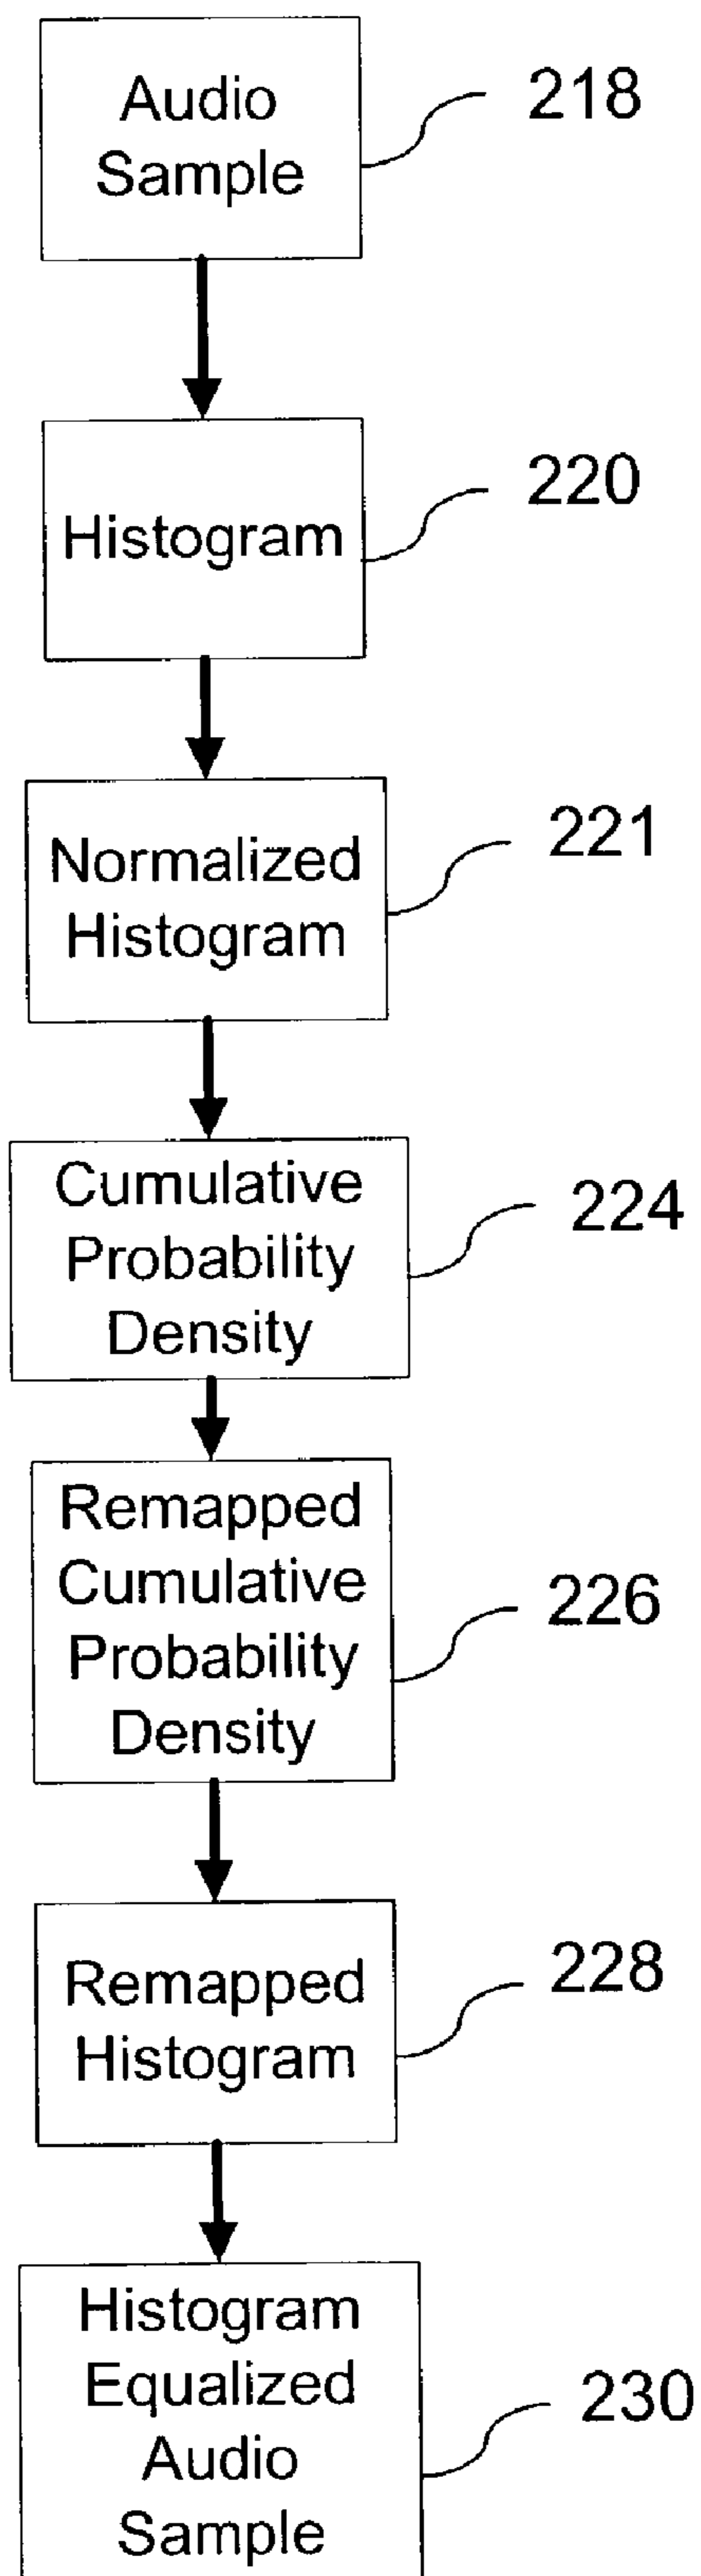 Audio
Sample
218
Histogram
220
Normalized
Histogram
221
Cumulative
Probability
Density
224
Remapped
Cumulative
Probability
Density
226
Remapped
Histogram
228
Histogram
Equalized
Audio
Sample
230